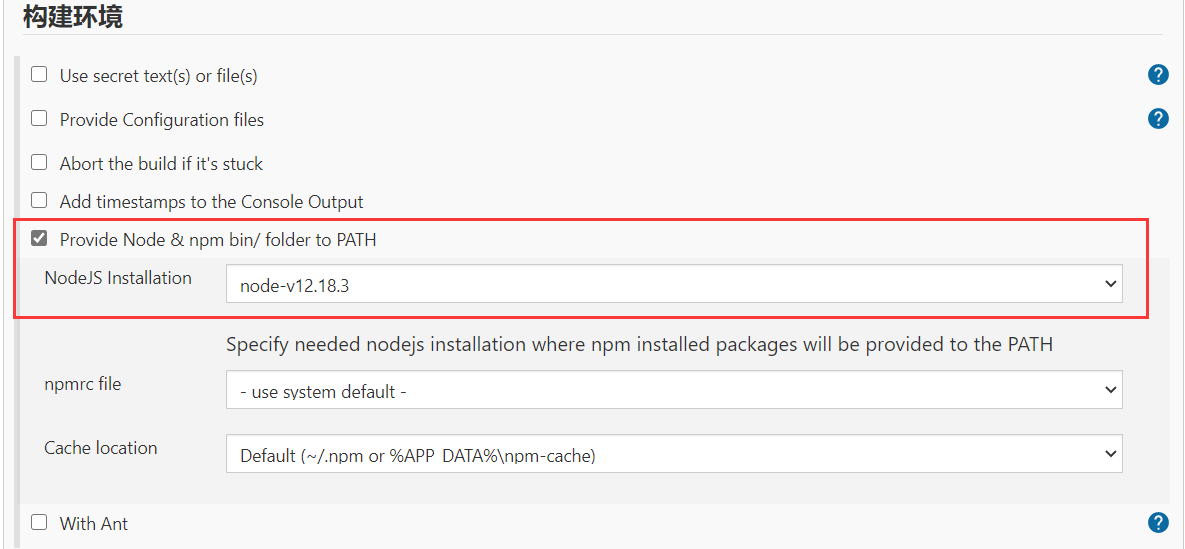 构建环境
Use secret text(s) or file(s)
?
Provide Configuration files
?
Abort the build if it's stuck
Add timestamps to the Console Output
Provide Node & npm bin/ folder to PATH
NodeJS Installation
node-v12.18.3
Specify needed nodejs installation where npm installed packages will be provided to the PATH
npmrc file
- use system default -
Cache location
Default (~/.npm or %APP_DATA%\npm-cache)
With Ant
?